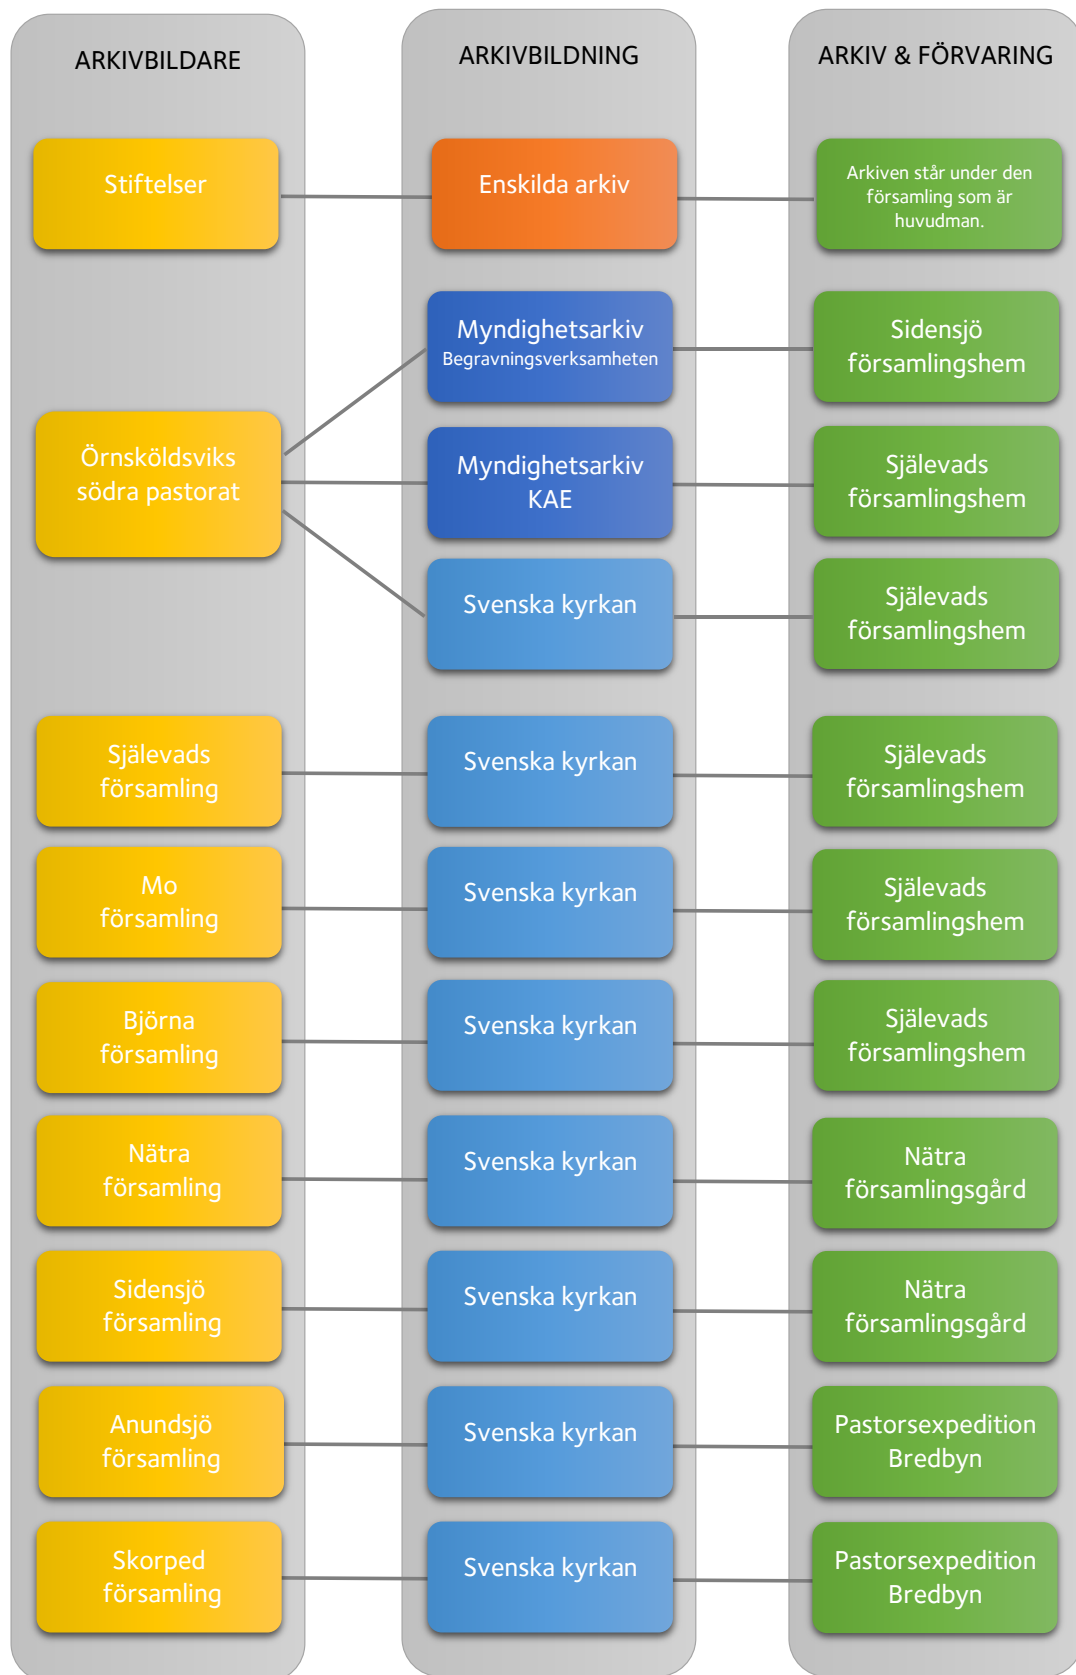 ARKIVBILDARE
ARKIVBILDNING
ARKIV & FÖRVARING
Stiftelser
Enskilda arkiv
Arkiven står under den
församling som är
huvudman.
Örnsköldsviks
södra pastorat
Myndighetsarkiv
Begravningsverksamheten
Sidensjö
församlingshem
Myndighetsarkiv
KAE
Själevads
församlingshem
Svenska kyrkan
Själevads
församlingshem
Själevads
församling
Svenska kyrkan
Själevads
församlingshem
Mo
församling
Svenska kyrkan
Själevads
församlingshem
Björna
församling
Svenska kyrkan
Själevads
församlingshem
Nätra
församling
Svenska kyrkan
Nätra
församlingsgård
Sidensjö
församling
Svenska kyrkan
Nätra
församlingsgård
Anundsjö
församling
Svenska kyrkan
Pastorsexpedition
Bredbyn
Skorped
församling
Svenska kyrkan
Pastorsexpedition
Bredbyn